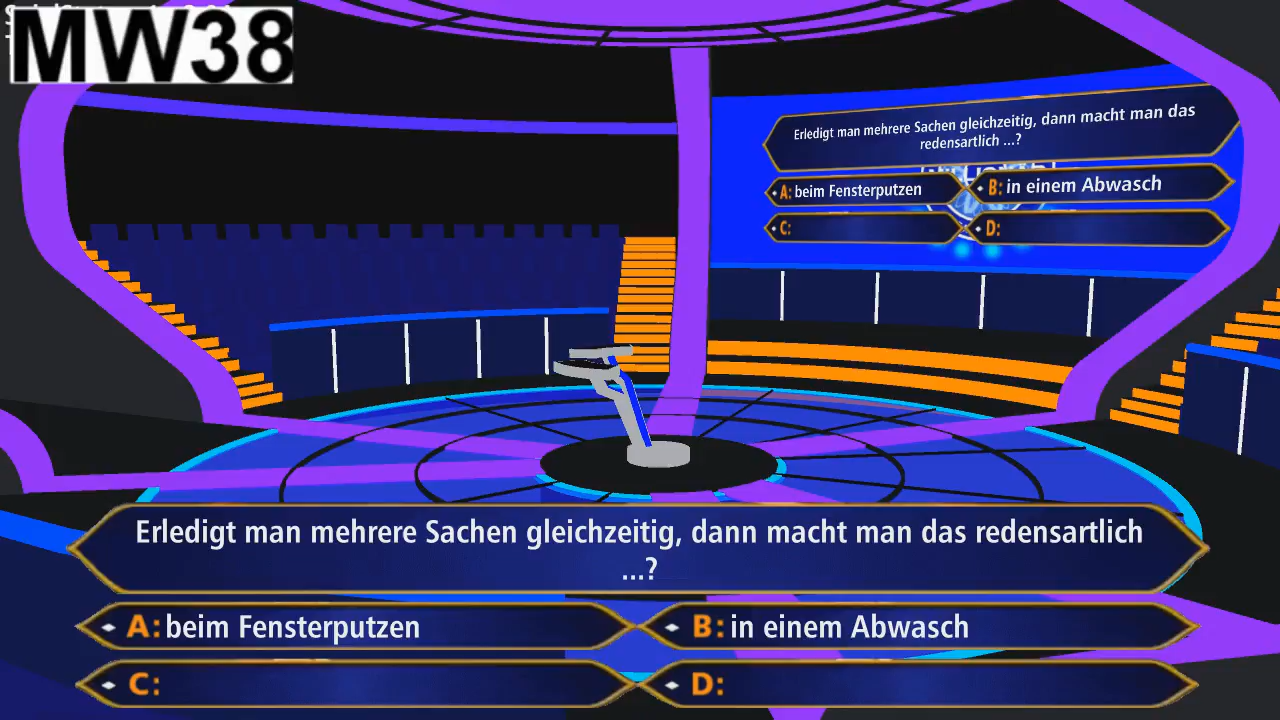 MW38
Erledigt man mehrere Sachen gleichzeitig, dann macht man das
redensartlich ...?
A: beim Fensterputzen
B: in einem Abwasch
C:
D:
Erledigt man mehrere Sachen gleichzeitig, dann macht man das redensartlich
...?
A: beim Fensterputzen
B: in einem Abwasch
C:
D: